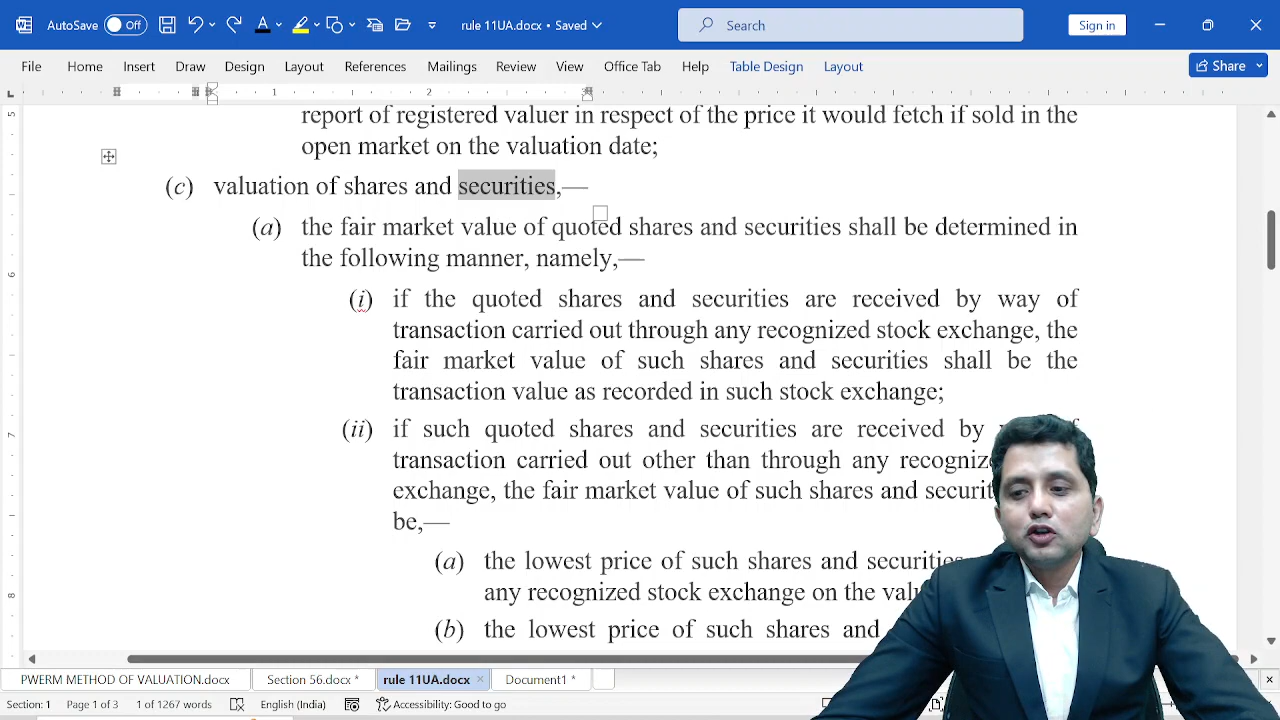 AutoSave Off rule 11UA.docx • Saved Search Sign in
File Home Insert Draw Design Layout References Mailings Review View Office Tab Help Table Design Layout Share
1 2
5
report of registered valuer in respect of the price it would fetch if sold in the
open market on the valuation date;
(c) valuation of shares and securities,—
(a) the fair market value of quoted shares and securities shall be determined in
6
the following manner, namely,—
(i) if the quoted shares and securities are received by way of
transaction carried out through any recognized stock exchange, the
fair market value of such shares and securities shall be the
transaction value as recorded in such stock exchange;
7
(ii) if such quoted shares and securities are received by
transaction carried out other than through any
exchange, the fair market value of such shares and
be,—
(a) the lowest price of such shares and securities
8
any recognized stock exchange on the
(b) the lowest price of such shares and
PWERM METHOD OF VALUATION.docx Section 56.docx * rule 11UA.docx Document1 *
Section: 1 Page 1 of 3 1 of 1267 words English (India) Accessibility: Good to go